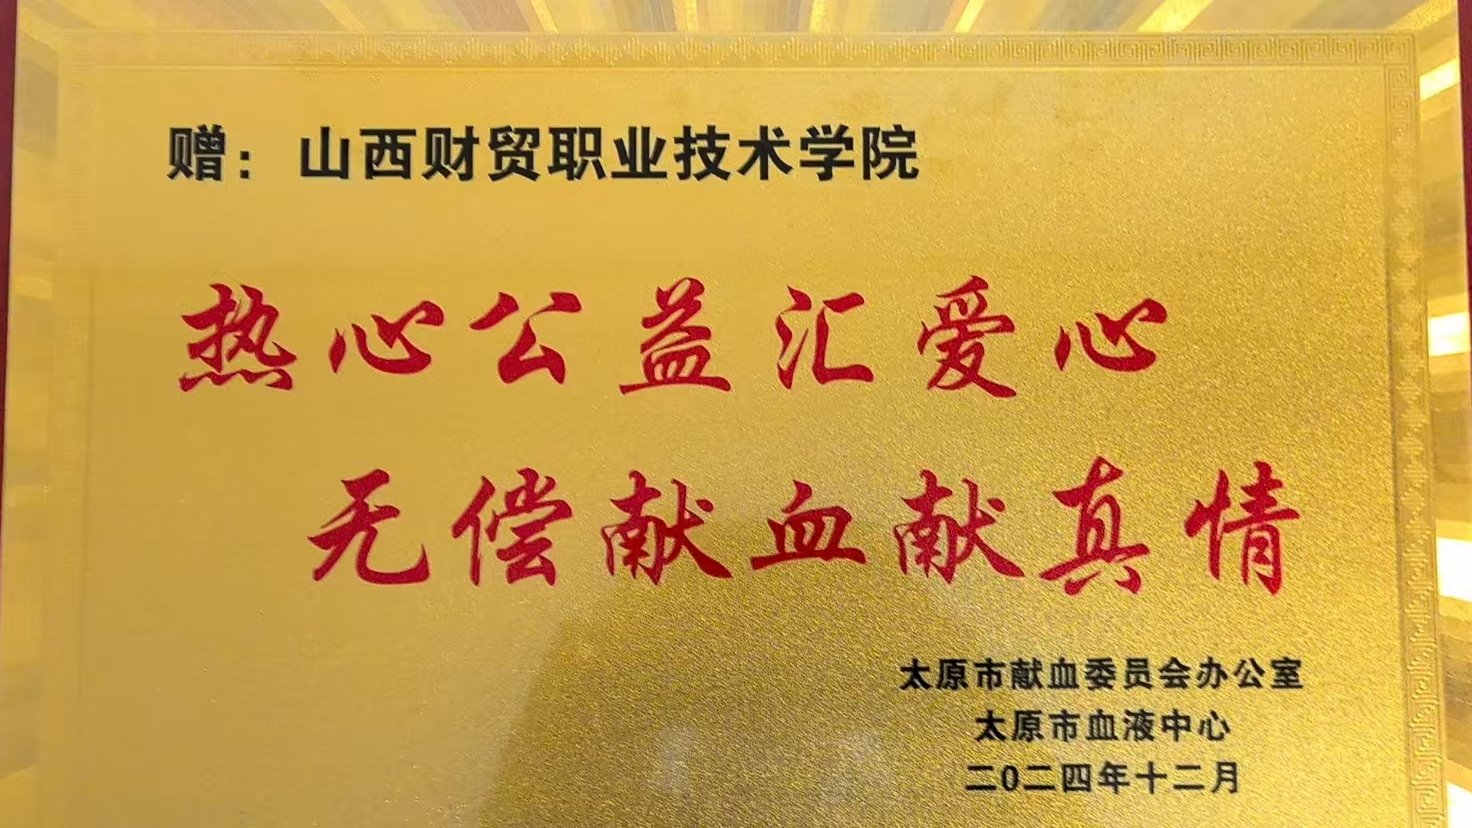 赠：山西财贸职业技术学院
热心公益汇爱心
无偿献血献真情
太原市献血委员会办公室
太原市血液中心
二0二四年十二月